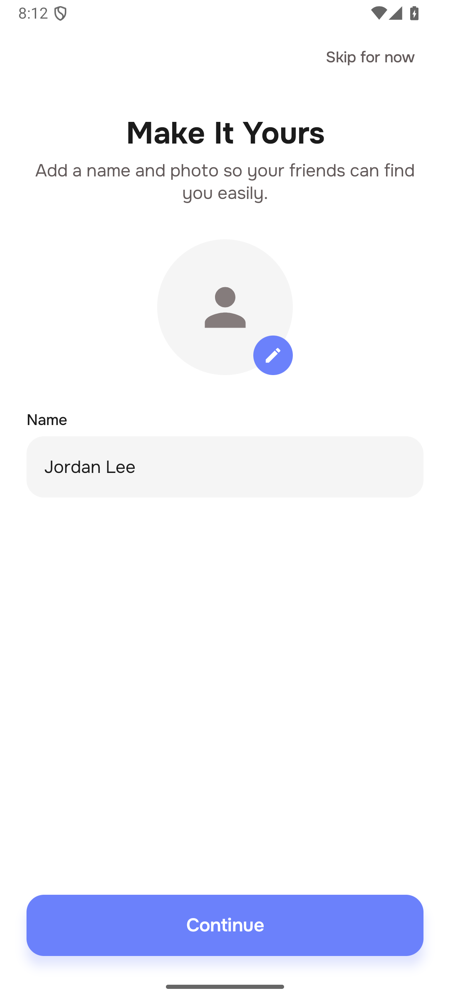 8:12
Skip for now
Make It Yours
Add a name and photo so your friends can find
you easily.
Name
Jordan Lee
Continue